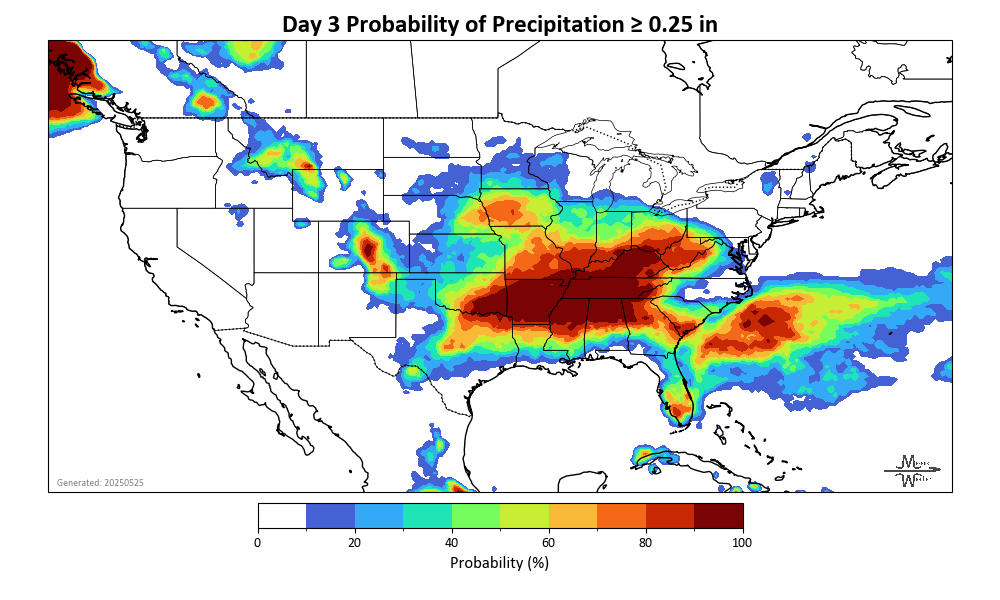 Day 3 Probability of Precipitation ≥ 0.25 in
Generated: 20250525
0 20 40 60 80 100
Probability (%)